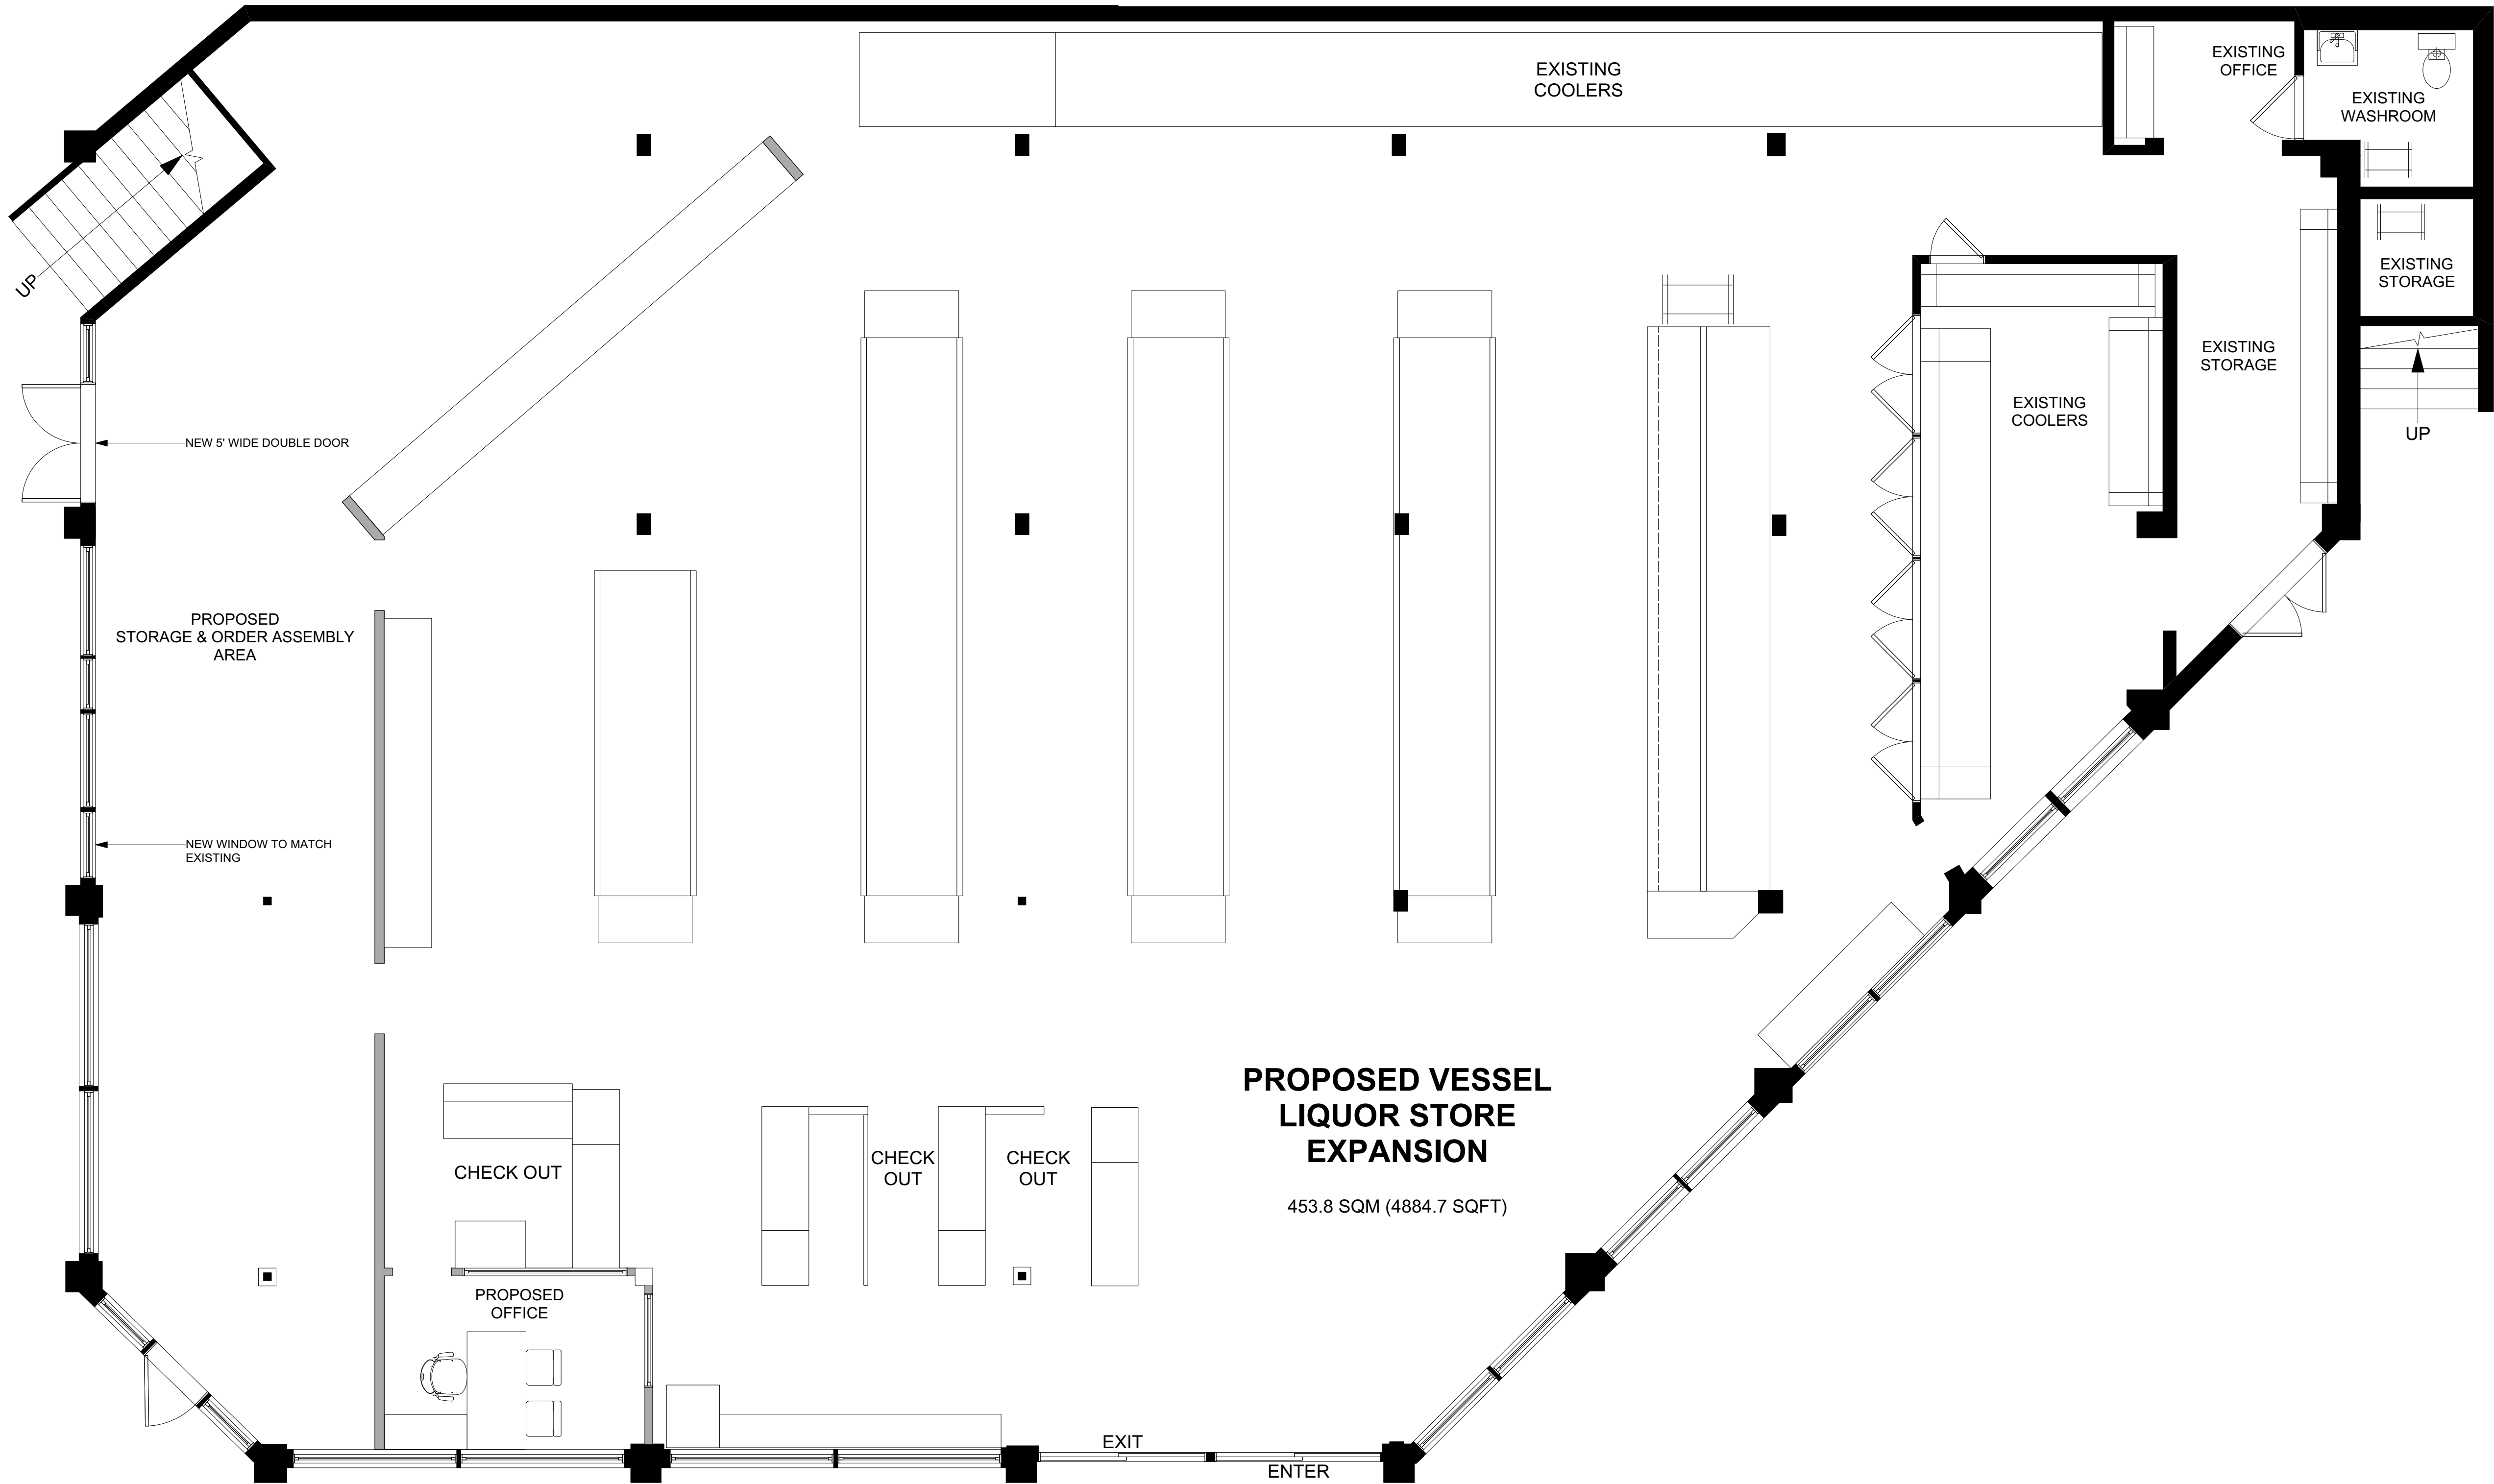 EXISTING
COOLERS
EXISTING
OFFICE
EXISTING
WASHROOM
EXISTING
STORAGE
UP
EXISTING
STORAGE
EXISTING
COOLERS
UP
NEW 5' WIDE DOUBLE DOOR
PROPOSED
STORAGE & ORDER ASSEMBLY
AREA
NEW WINDOW TO MATCH
EXISTING
PROPOSED VESSEL
LIQUOR STORE
EXPANSION
453.8 SQM (4884.7 SQFT)
CHECK OUT
CHECK
OUT
CHECK
OUT
PROPOSED
OFFICE
EXIT
ENTER